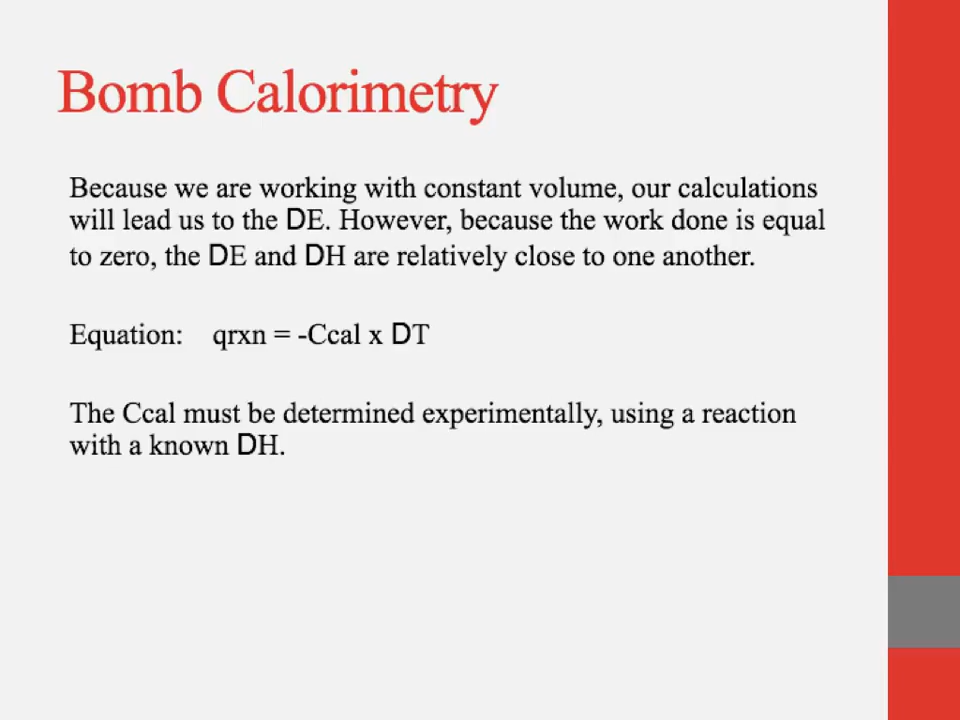 Bomb Calorimetry
Because we are working with constant volume, our calculations
will lead us to the DE. However, because the work done is equal
to zero, the DE and DH are relatively close to one another.
Equation: qrxn = -Ccal x DT
The Ccal must be determined experimentally, using a reaction
with a known DH.